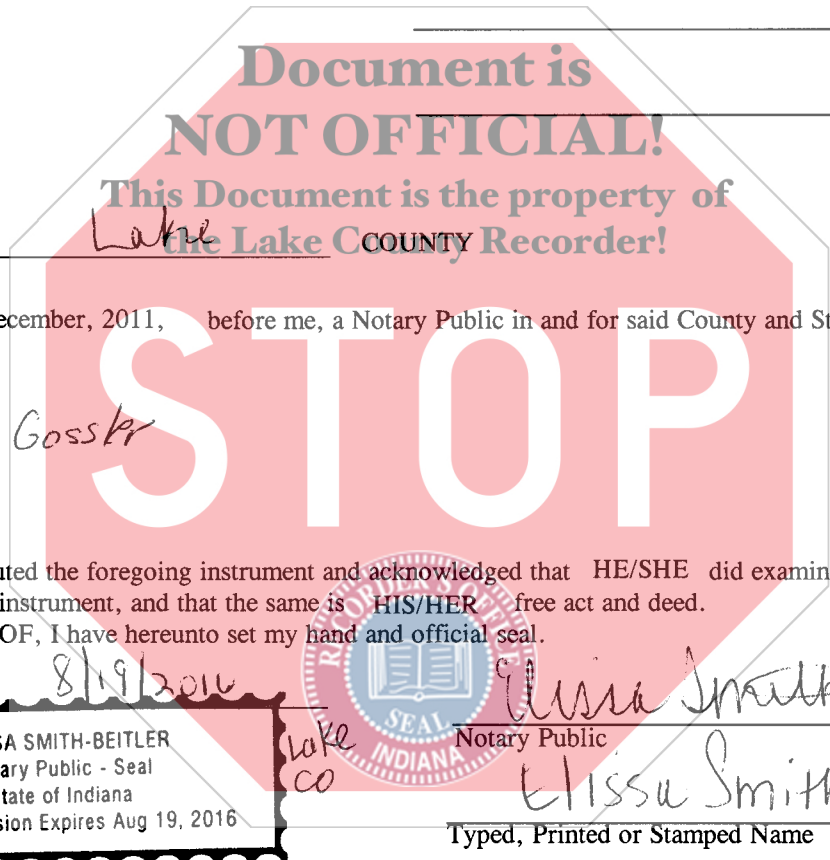 Document is
NOT OFFICIAL!
This Document is the property of
the Lake County Recorder!
Lake COUNTY
ecember, 2011, before me, a Notary Public in and for said County and St
STOP
Gossler
uted the foregoing instrument and acknowledged that HE/SHE did examin
instrument, and that the same is HIS/HER free act and deed.
OF, I have hereunto set my hand and official seal.
RECORDER'S OFFICE
SEAL
INDIANA
8/19/2016
SA SMITH-BEITLER
ary Public - Seal
tate of Indiana
sion Expires Aug 19, 2016
Lake
CO
Elissa Smith
Notary Public
Elissa Smith
Typed, Printed or Stamped Name